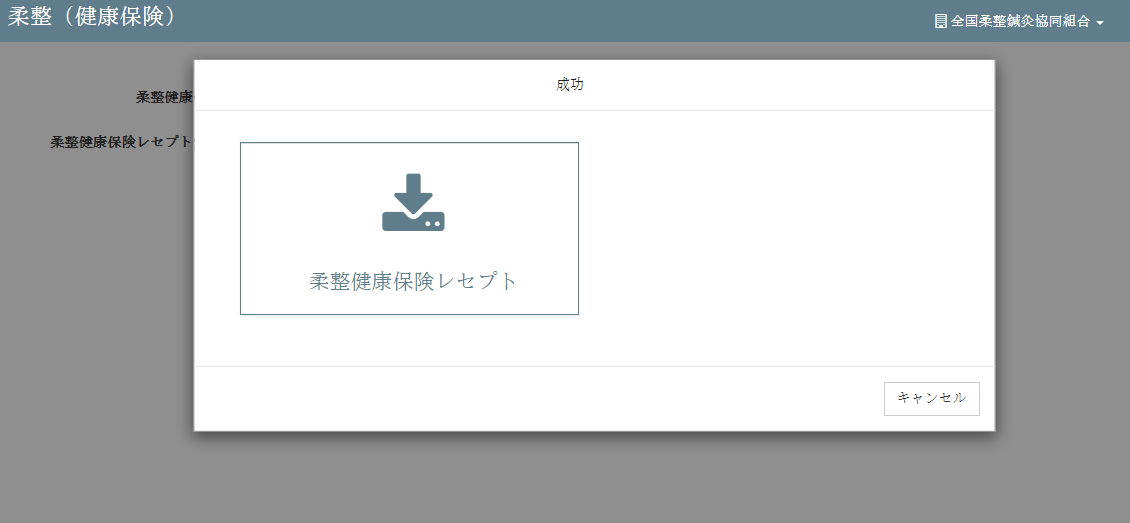 柔整（健康保険）
全国柔整鍼灸協同組合
成功
柔整健康
柔整健康保険レセプト
柔整健康保険レセプト
キャンセル